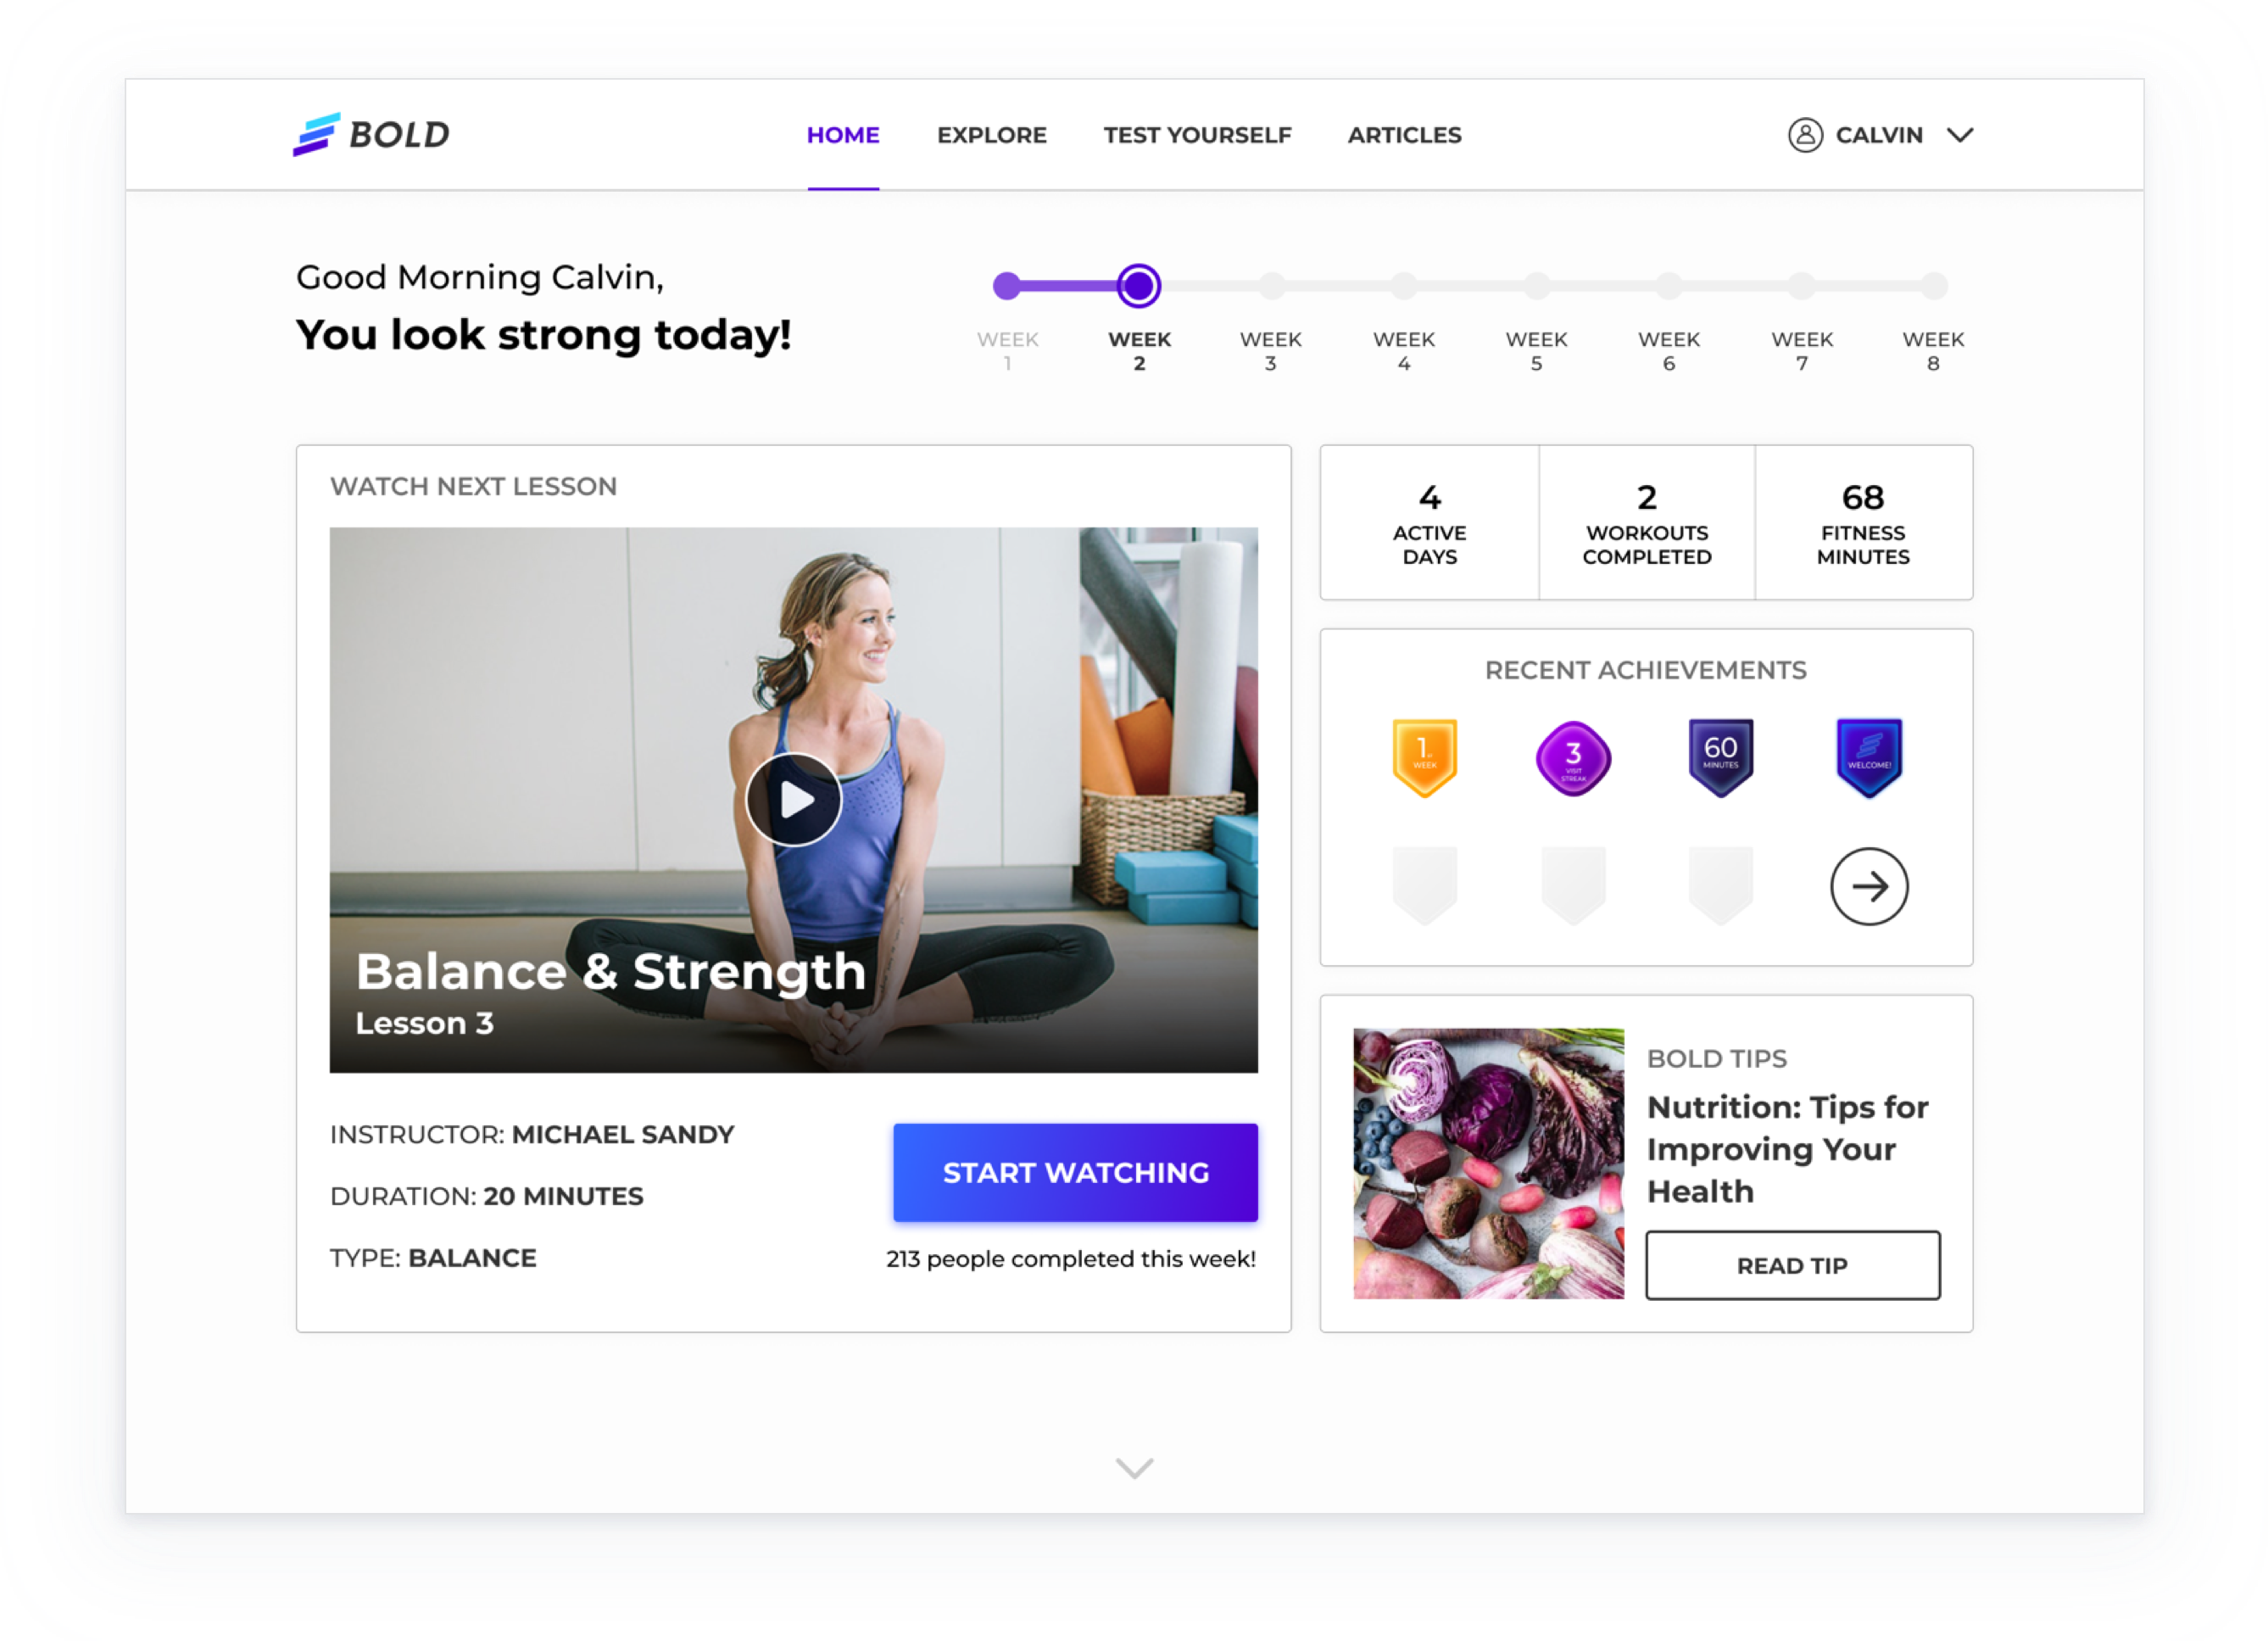 BOLD
HOME
EXPLORE
TEST YOURSELF
ARTICLES
CALVIN
Good Morning Calvin,
You look strong today!
WEEK
1
WEEK
2
WEEK
3
WEEK
4
WEEK
5
WEEK
6
WEEK
7
WEEK
8
WATCH NEXT LESSON
Balance & Strength
Lesson 3
INSTRUCTOR: MICHAEL SANDY
DURATION: 20 MINUTES
TYPE: BALANCE
START WATCHING
213 people completed this week!
4
ACTIVE
DAYS
2
WORKOUTS
COMPLETED
68
FITNESS
MINUTES
RECENT ACHIEVEMENTS
1
WEEK
3
VISIT
STREAK
60
MINUTES
WELCOME!
BOLD TIPS
Nutrition: Tips for
Improving Your
Health
READ TIP